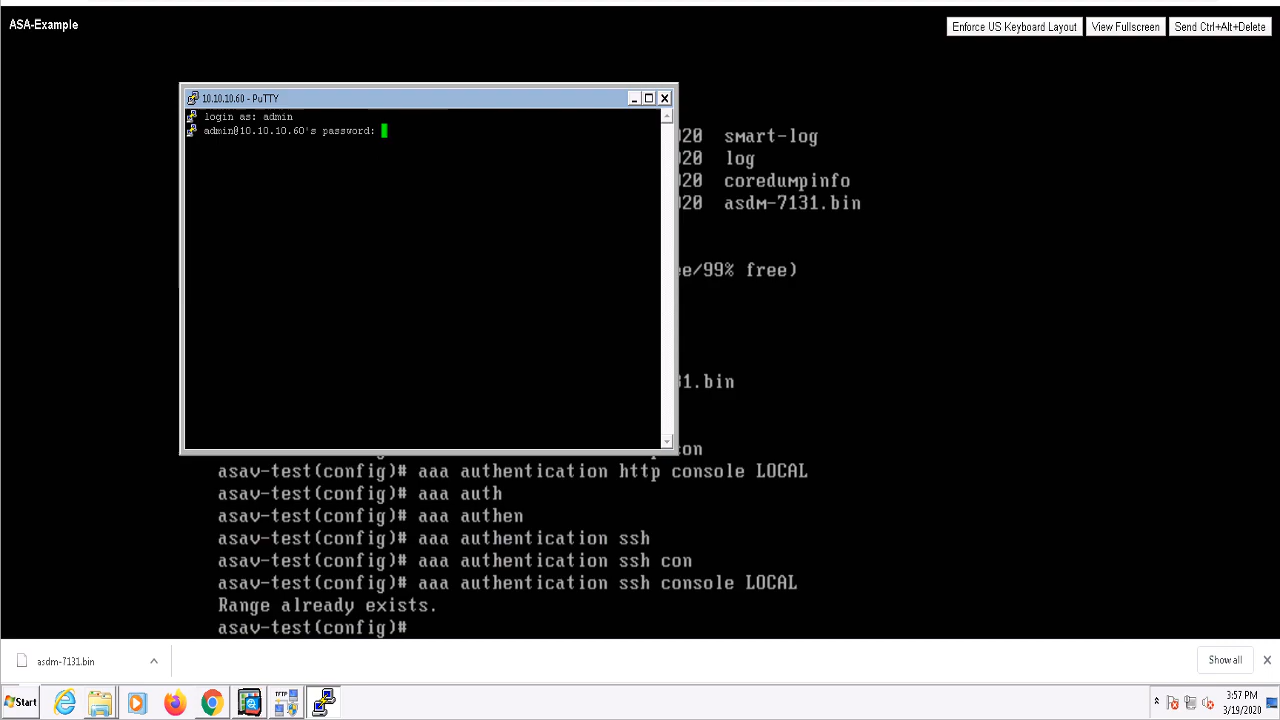 ASA-Example
Enforce US Keyboard Layout
View Fullscreen
Send Ctrl+Alt+Delete
10.10.10.60 - PuTTY
login as: admin
admin@10.10.10.60's password:
020 smart-log
020 log
020 coredumpinfo
020 asdm-7131.bin
ee/99% free)
31.bin
con
asav-test(config)# aaa authentication http console LOCAL
asav-test(config)# aaa auth
asav-test(config)# aaa authen
asav-test(config)# aaa authentication ssh
asav-test(config)# aaa authentication ssh con
asav-test(config)# aaa authentication ssh console LOCAL
Range already exists.
asav-test(config)#
asdm-7131.bin
Show all
Start
TFTP
3:57 PM
3/19/2020